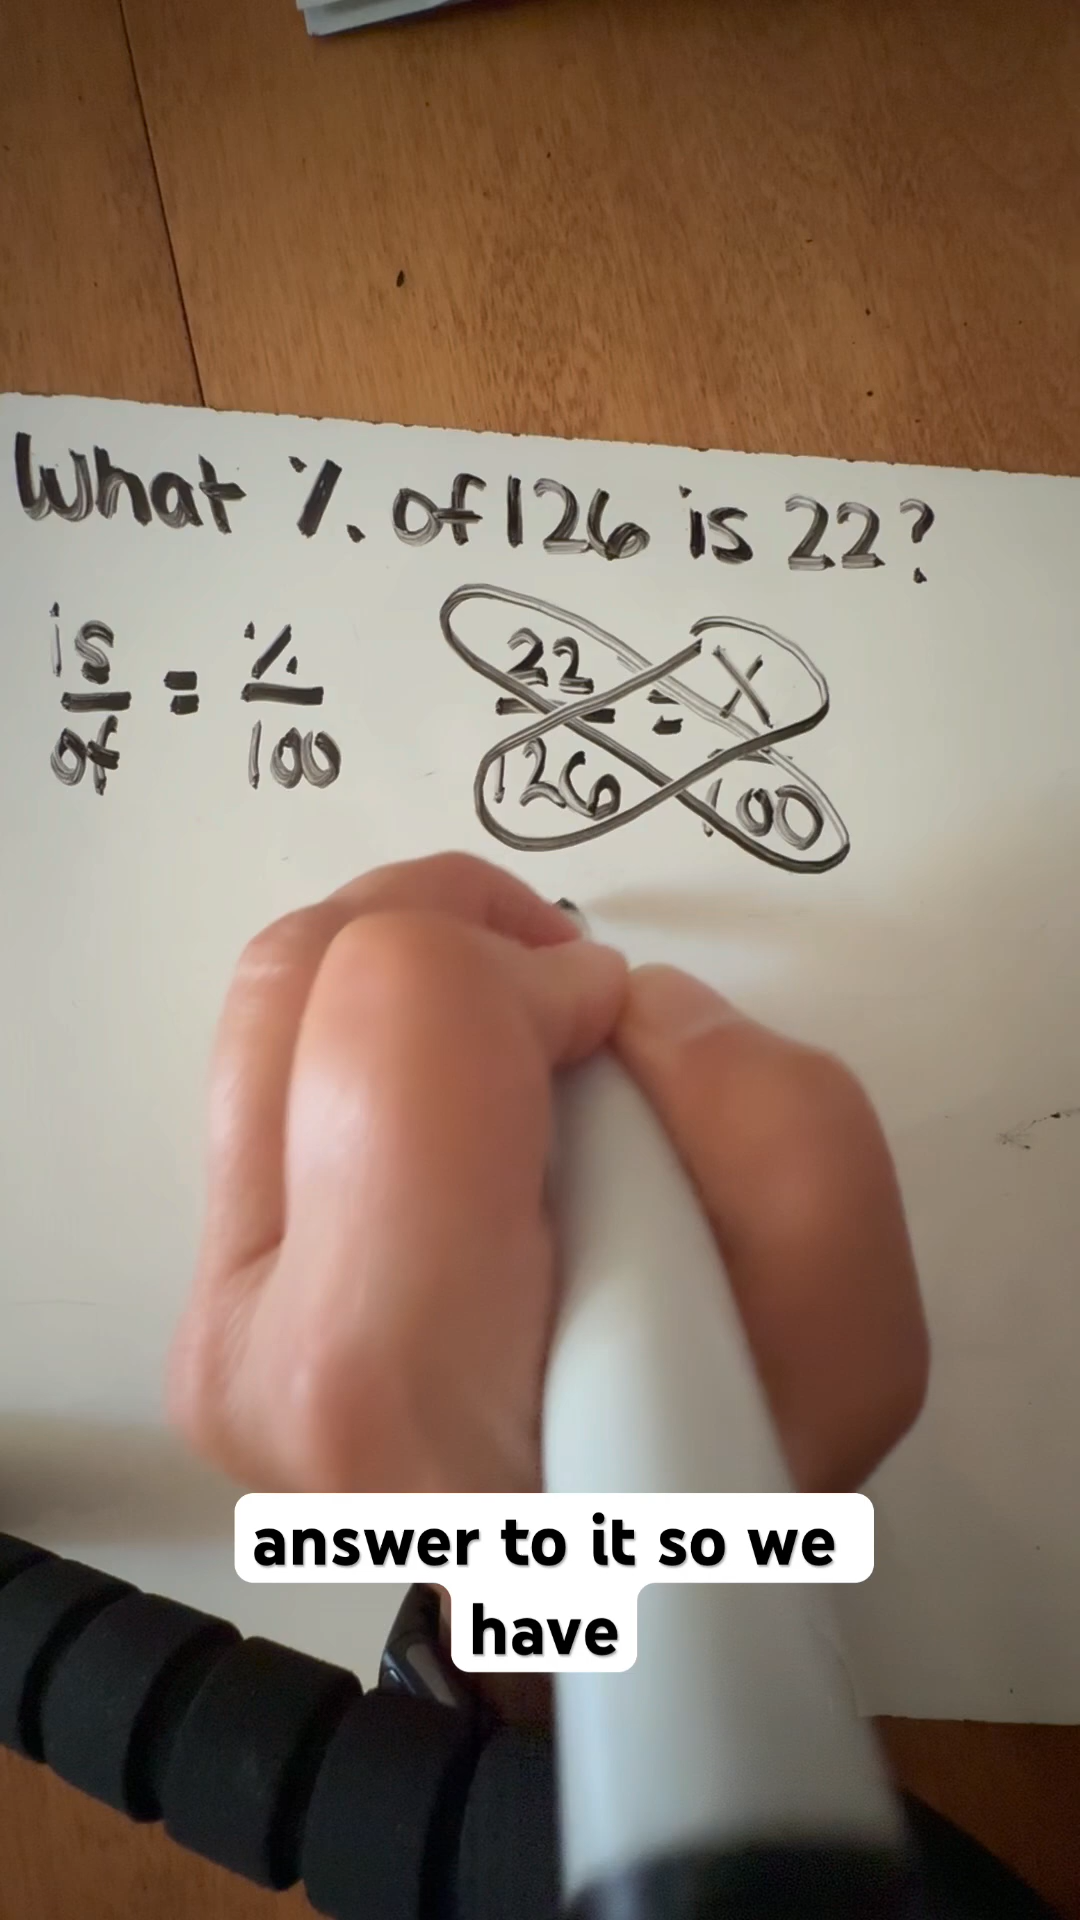 What % of 126 is 22?
is = %
of 100
22 = X
126 100
answer to it so we
have